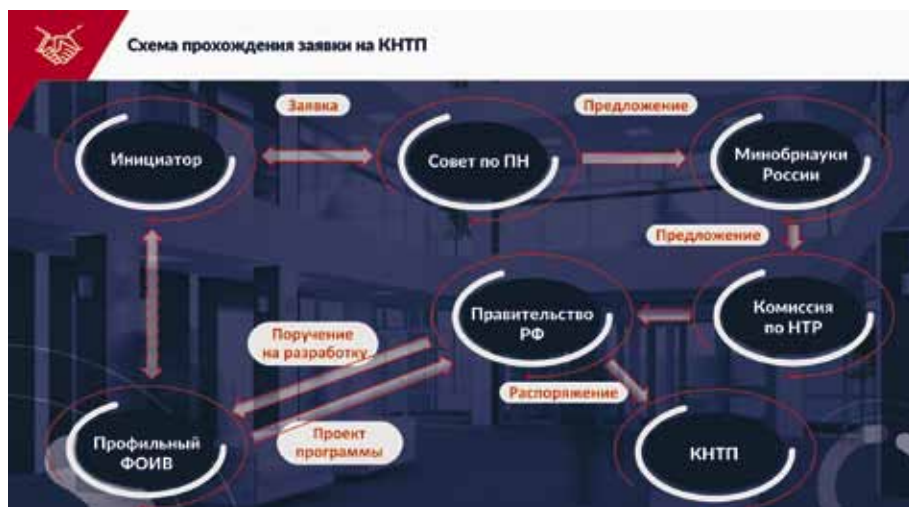 Схема прохождения заявки на КНТП
Заявка
Предложение
Инициатор
Совет по ПН
Минобрнауки
России
Предложение
Правительство
РФ
Комиссия
по НТР
Поручение
на разработку
Распоряжение
Профильный
ФОИВ
Проект
программы
КНТП